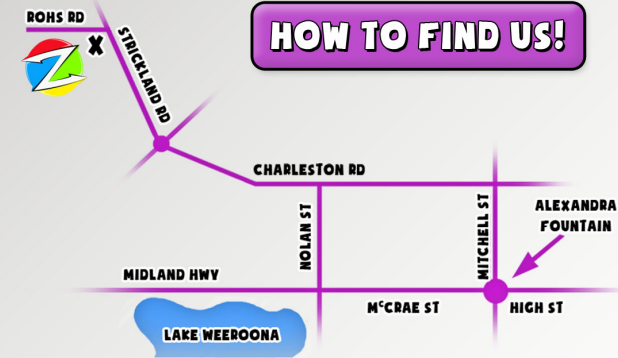 ROHS RD
HOW TO FIND US!
X
Z
STRICKLAND RD
CHARLESTON RD
NOLAN ST
MITCHELL ST
ALEXANDRA
FOUNTAIN
MIDLAND HWY
McCRAE ST
HIGH ST
LAKE WEEROONA